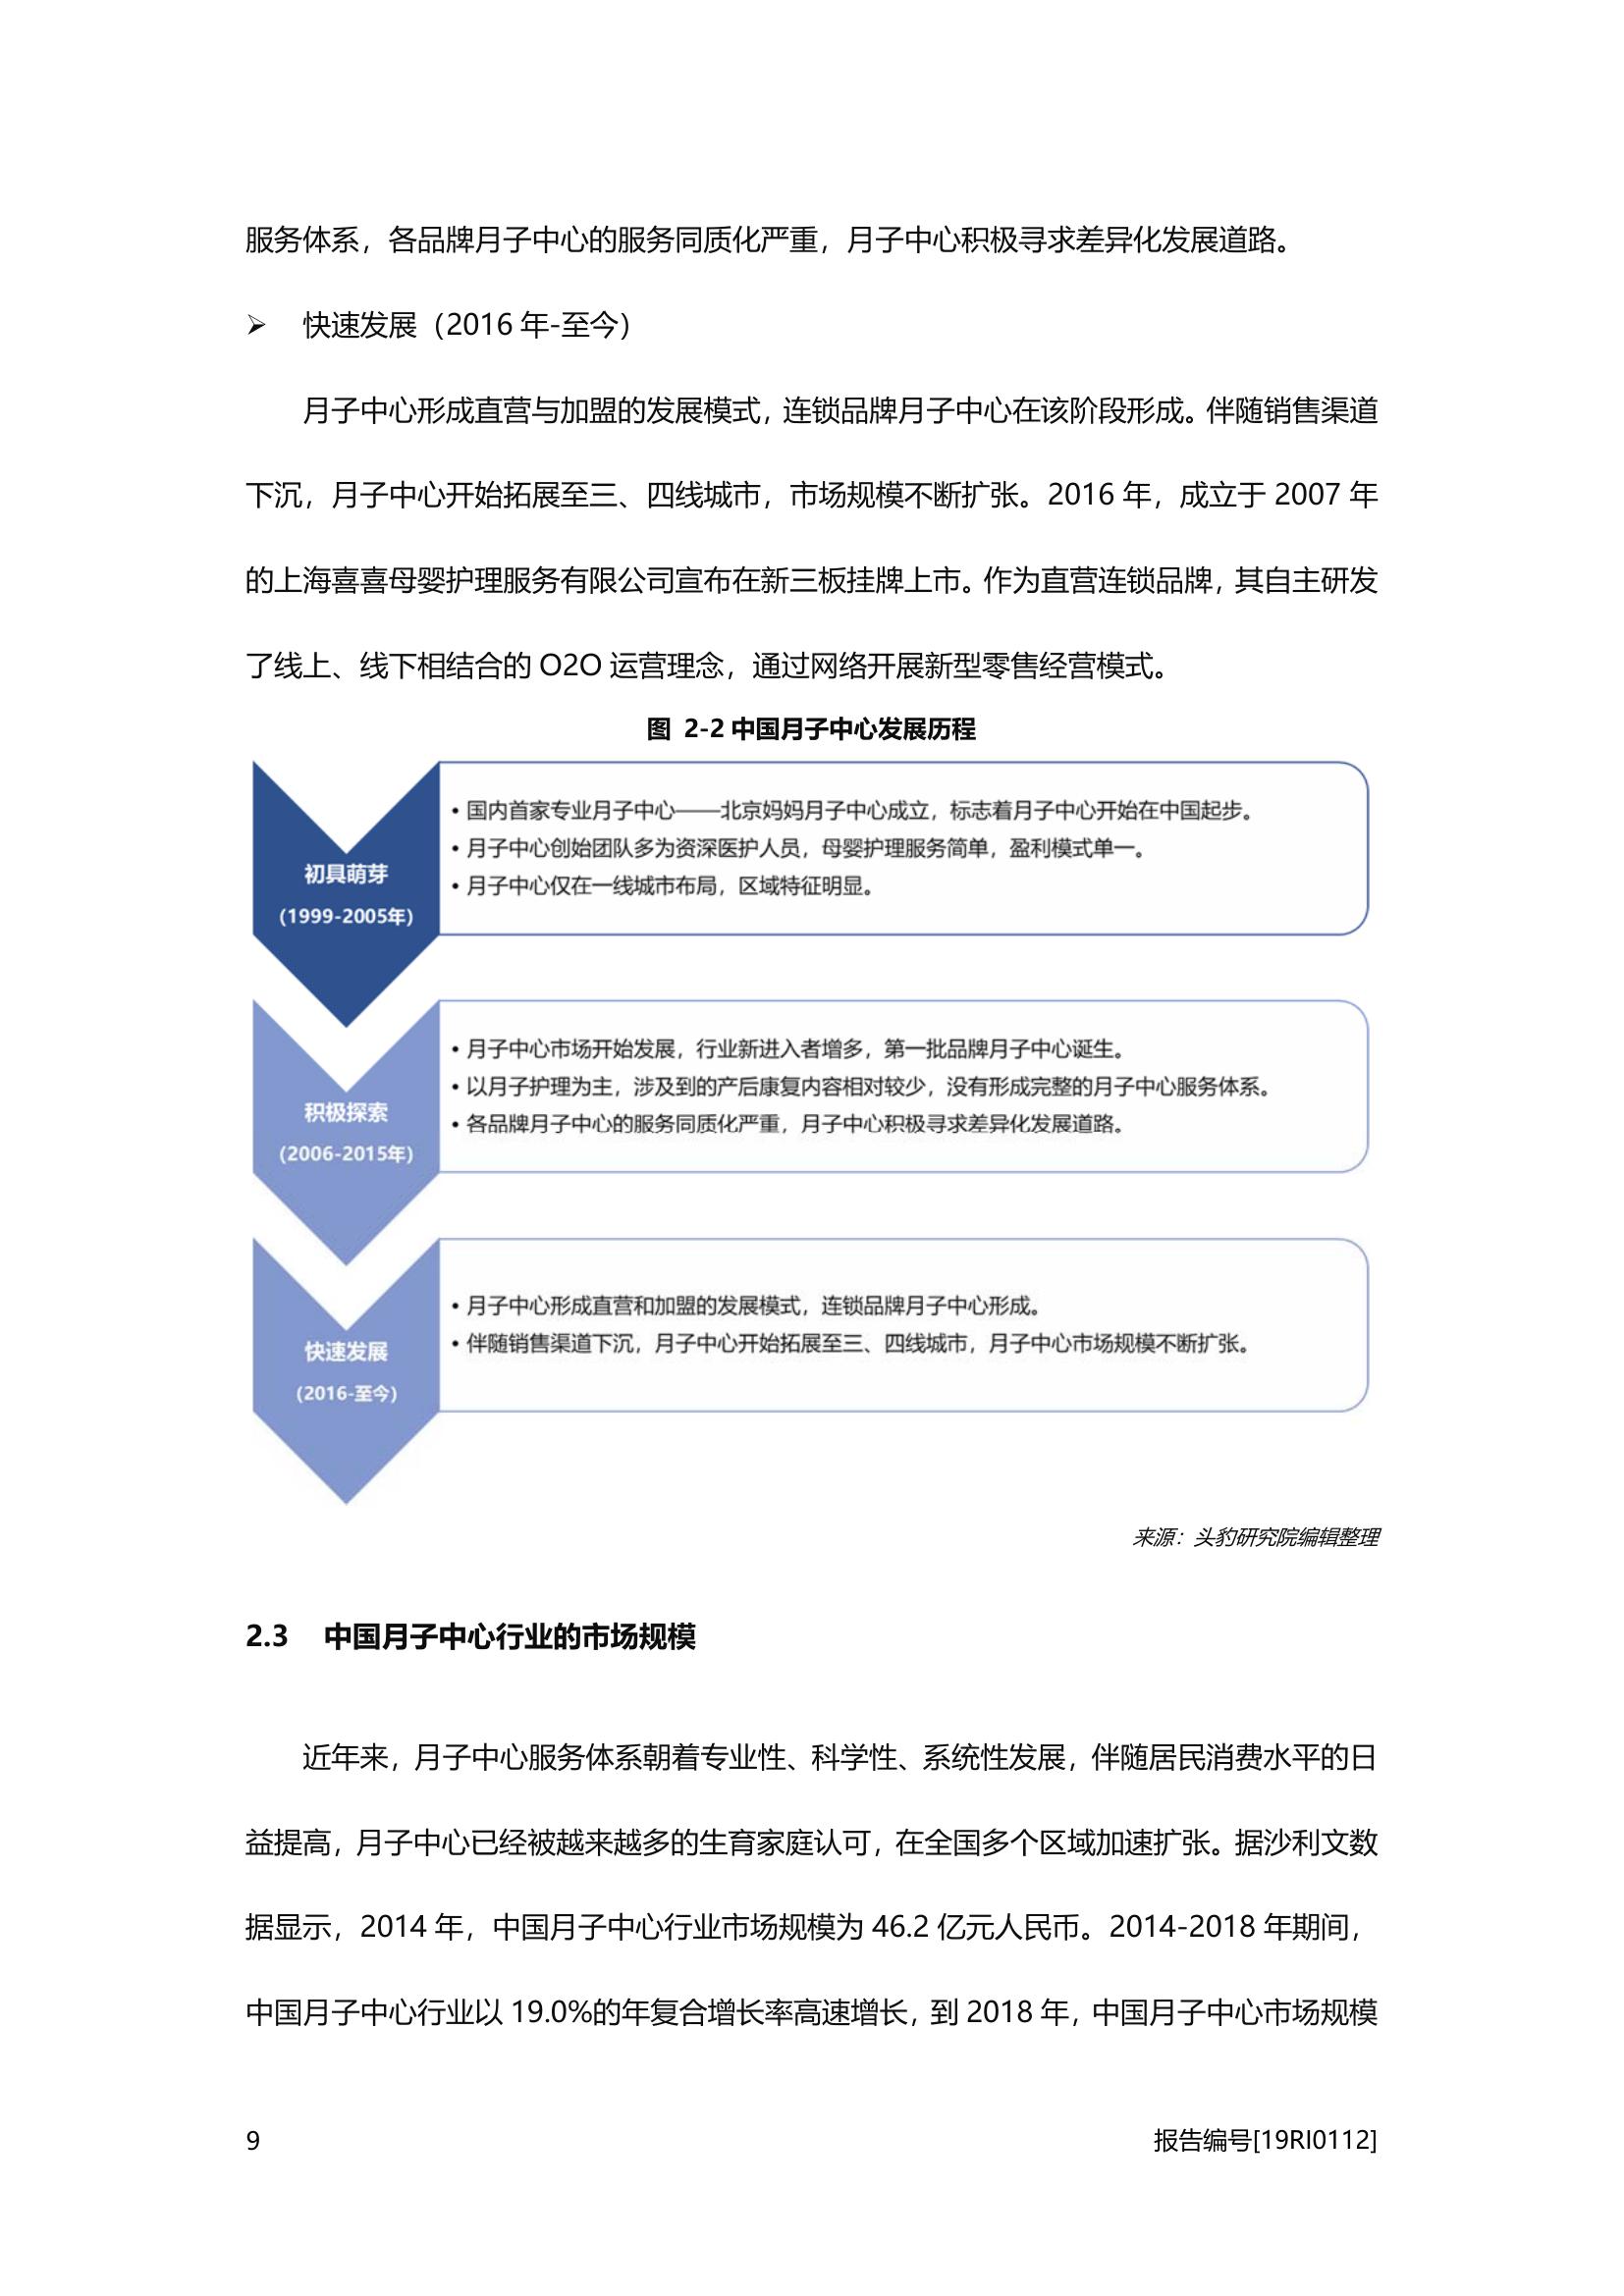 服务体系，各品牌月子中心的服务同质化严重，月子中心积极寻求差异化发展道路。
➢ 快速发展（2016 年-至今）
月子中心形成直营与加盟的发展模式，连锁品牌月子中心在该阶段形成。伴随销售渠道
下沉，月子中心开始拓展至三、四线城市，市场规模不断扩张。2016 年，成立于 2007 年
的上海喜喜母婴护理服务有限公司宣布在新三板挂牌上市。作为直营连锁品牌，其自主研发
了线上、线下相结合的 O2O 运营理念，通过网络开展新型零售经营模式。
图 2-2 中国月子中心发展历程
初具萌芽
(1999-2005年)
• 国内首家专业月子中心——北京妈妈月子中心成立，标志着月子中心开始在中国起步。
• 月子中心创始团队多为资深医护人员，母婴护理服务简单，盈利模式单一。
• 月子中心仅在一线城市布局，区域特征明显。
积极探索
(2006-2015年)
• 月子中心市场开始发展，行业新进入者增多，第一批品牌月子中心诞生。
• 以月子护理为主，涉及到的产后康复内容相对较少，没有形成完整的月子中心服务体系。
• 各品牌月子中心的服务同质化严重，月子中心积极寻求差异化发展道路。
快速发展
(2016-至今)
• 月子中心形成直营和加盟的发展模式，连锁品牌月子中心形成。
• 伴随销售渠道下沉，月子中心开始拓展至三、四线城市，月子中心市场规模不断扩张。
来源：头豹研究院编辑整理
2.3 中国月子中心行业的市场规模
近年来，月子中心服务体系朝着专业性、科学性、系统性发展，伴随居民消费水平的日
益提高，月子中心已经被越来越多的生育家庭认可，在全国多个区域加速扩张。据沙利文数
据显示，2014 年，中国月子中心行业市场规模为 46.2 亿元人民币。2014-2018 年期间，
中国月子中心行业以 19.0%的年复合增长率高速增长，到 2018 年，中国月子中心市场规模
9
报告编号[19RI0112]